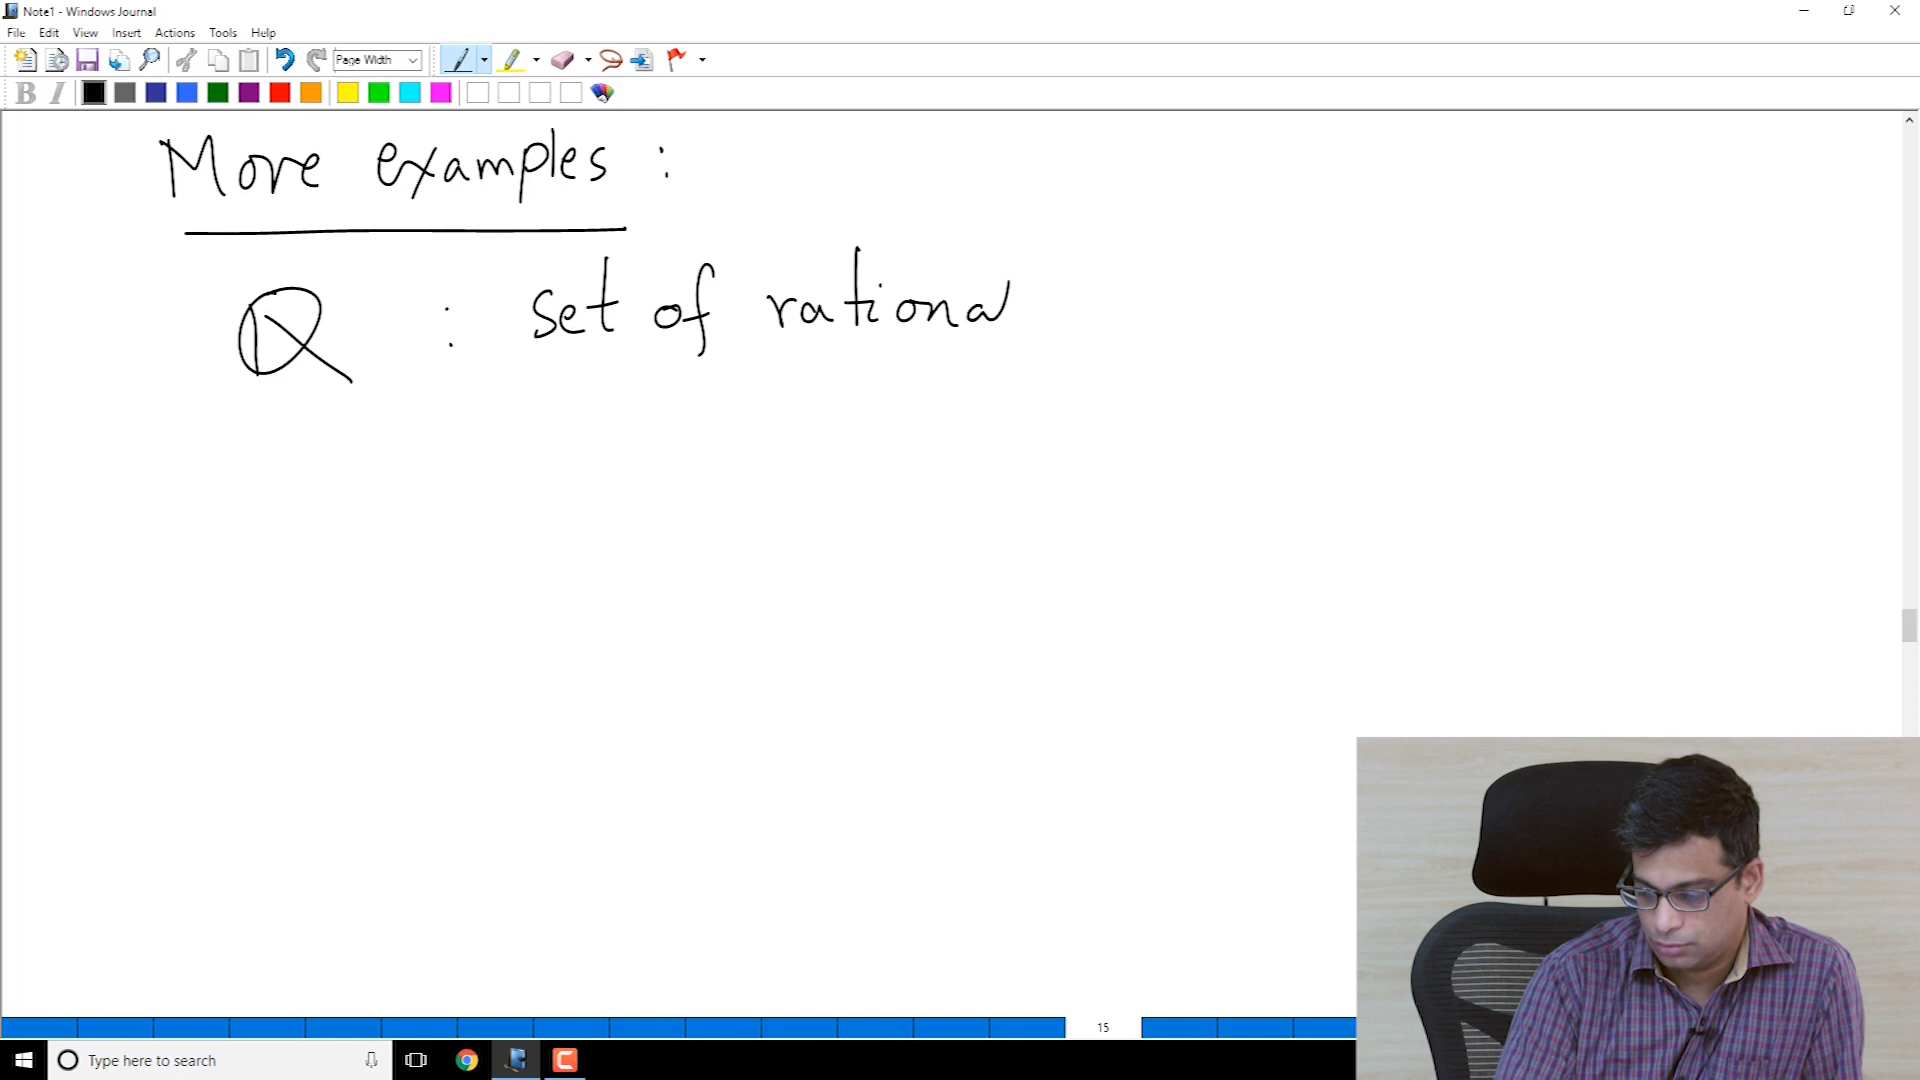 Note1 - Windows Journal
File Edit View Insert Actions Tools Help
Page Width
B I
More examples :
ℚ : set of rationa
15
Type here to search